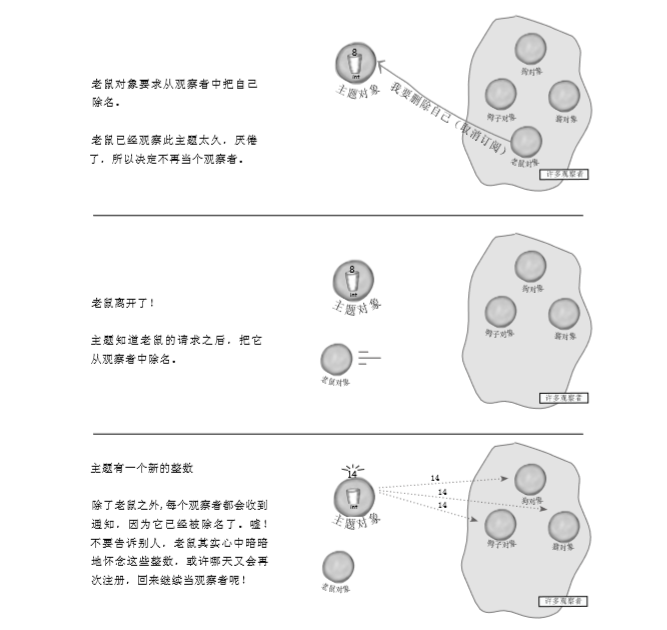 老鼠对象要求从观察者中把自己
除名。
老鼠已经观察此主题太久，厌倦
了，所以决定不再当个观察者。
8
int
主题对象
我要删除自己（取消订阅）
狗对象
鸭子对象
猫对象
老鼠对象
许多观察者
老鼠离开了！
主题知道老鼠的请求之后，把它
从观察者中除名。
8
int
主题对象
老鼠对象
狗对象
鸭子对象
猫对象
许多观察者
主题有一个新的整数
除了老鼠之外，每个观察者都会收到
通知，因为它已经被除名了。嘘！
不要告诉别人，老鼠其实心中暗暗
地怀念这些整数，或许哪天又会再
次注册，回来继续当观察者呢！
14
int
主题对象
老鼠对象
14
14
14
狗对象
鸭子对象
猫对象
许多观察者